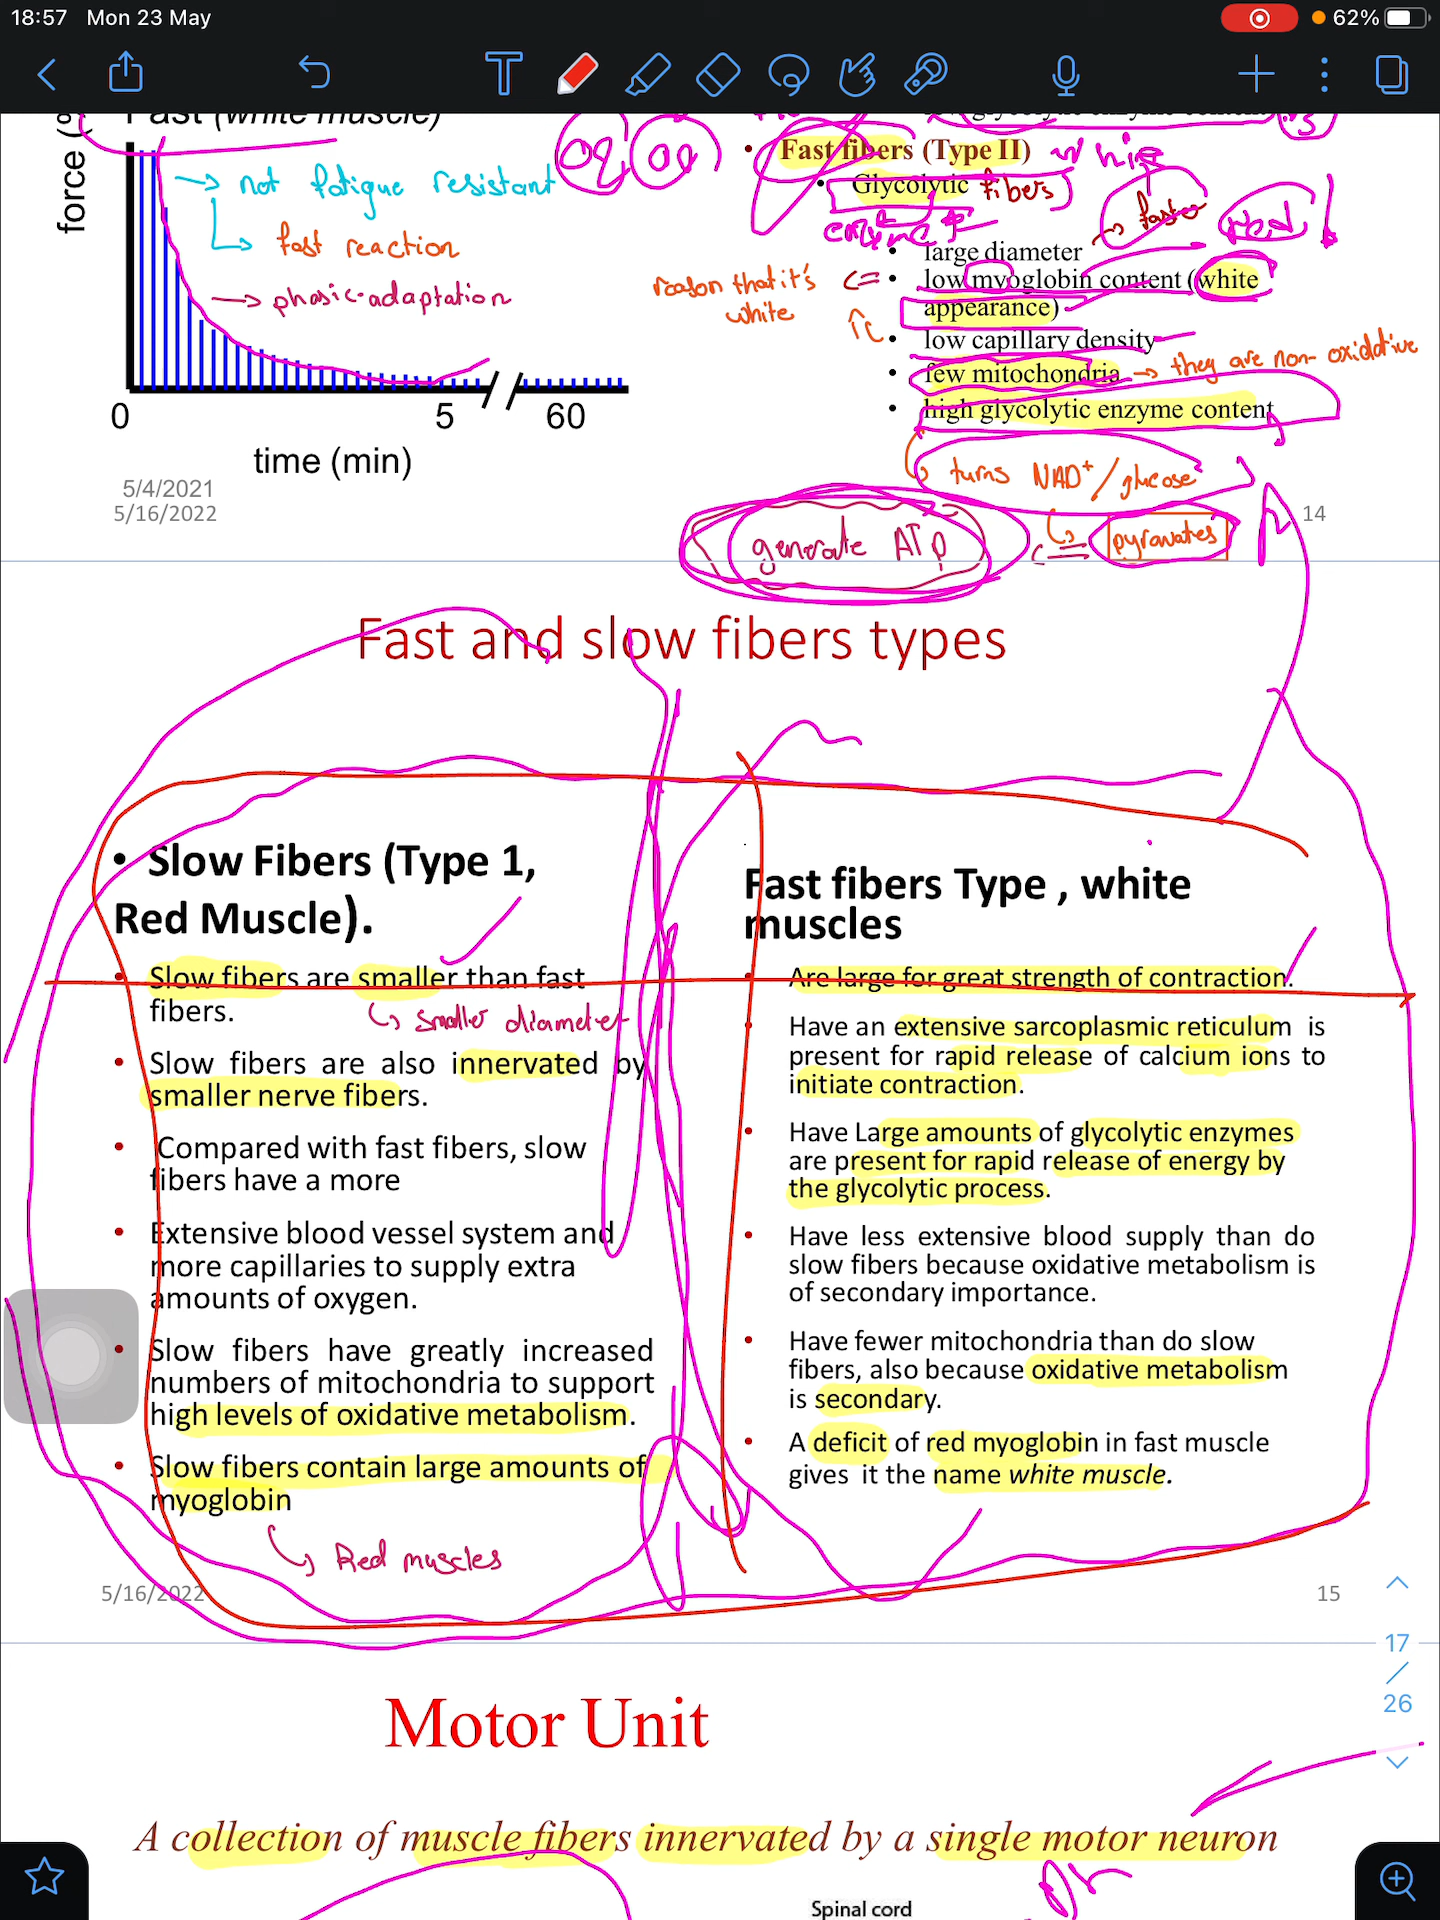 18:57 Mon 23 May
62%
Fast (white muscle)
force (%
→ not fatigue resistant
↳ fast reaction
→ phasic-adaptation
0 5 60
time (min)
5/4/2021
5/16/2022
glycolytic enzyme content
• Fast fibers (Type II) white
• Glycolytic fibers
enzyme
• large diameter → faster
• low myoglobin content (white
appearance)
reason that it's
white
• low capillary density
• few mitochondria → they are non-oxidative
• high glycolytic enzyme content
↳ turns NAD+/glucose
pyruvates
generate ATP
14
Fast and slow fibers types
• Slow Fibers (Type 1,
Red Muscle).
• Slow fibers are smaller than fast
fibers.
↳ smaller diameter
• Slow fibers are also innervated by
smaller nerve fibers.
• Compared with fast fibers, slow
fibers have a more
• Extensive blood vessel system and
more capillaries to supply extra
amounts of oxygen.
• Slow fibers have greatly increased
numbers of mitochondria to support
high levels of oxidative metabolism.
• Slow fibers contain large amounts of
myoglobin
↳ Red muscles
5/16/2022
Fast fibers Type , white
muscles
• Are large for great strength of contraction.
• Have an extensive sarcoplasmic reticulum is
present for rapid release of calcium ions to
initiate contraction.
• Have Large amounts of glycolytic enzymes
are present for rapid release of energy by
the glycolytic process.
• Have less extensive blood supply than do
slow fibers because oxidative metabolism is
of secondary importance.
• Have fewer mitochondria than do slow
fibers, also because oxidative metabolism
is secondary.
• A deficit of red myoglobin in fast muscle
gives it the name white muscle.
15
17
/
26
Motor Unit
A collection of muscle fibers innervated by a single motor neuron
Spinal cord